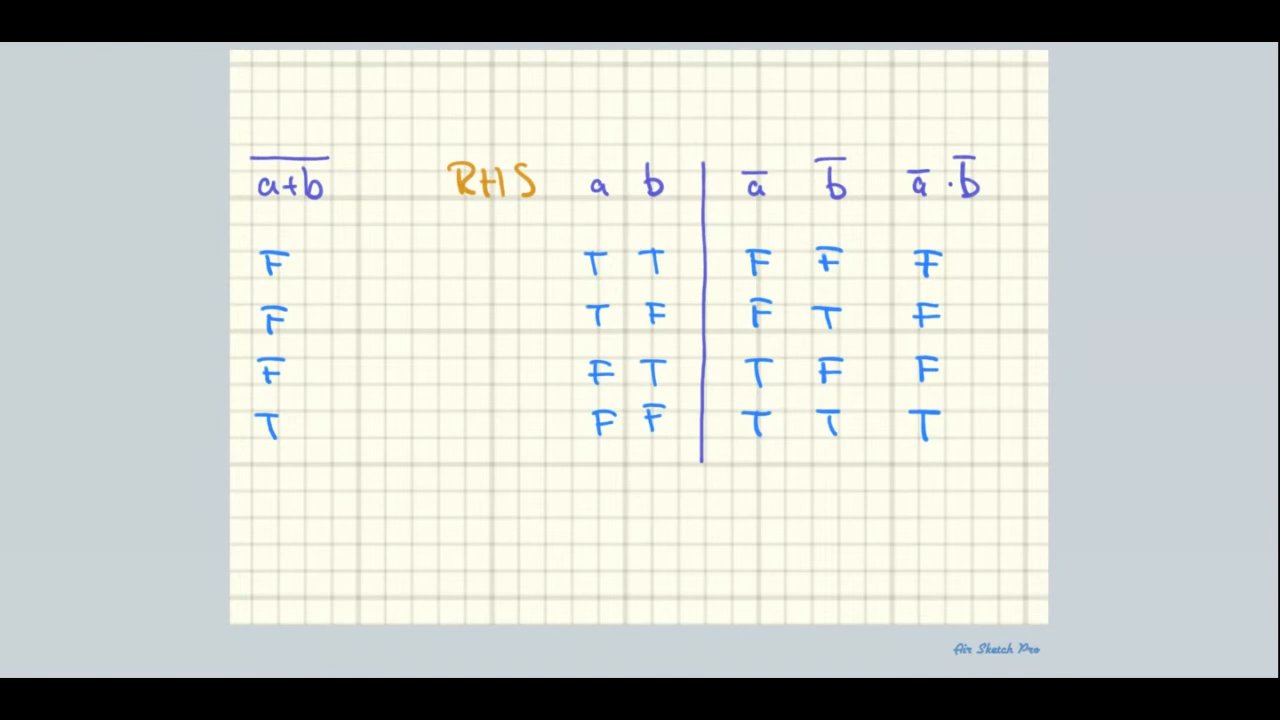 a̅+̅b̅ RHS a b a̅ b̅ a̅ · b̅
F T T F F F
F T F F T F
F F T T F F
T F F T T T
Air Sketch Pro